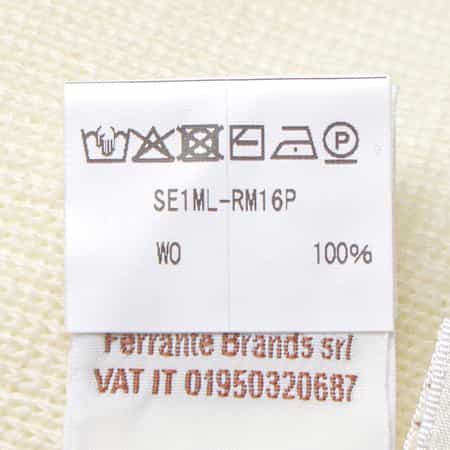 P
SE1ML-RM16P
WO 100%
Ferrante Brands srl
VAT IT 01950320687